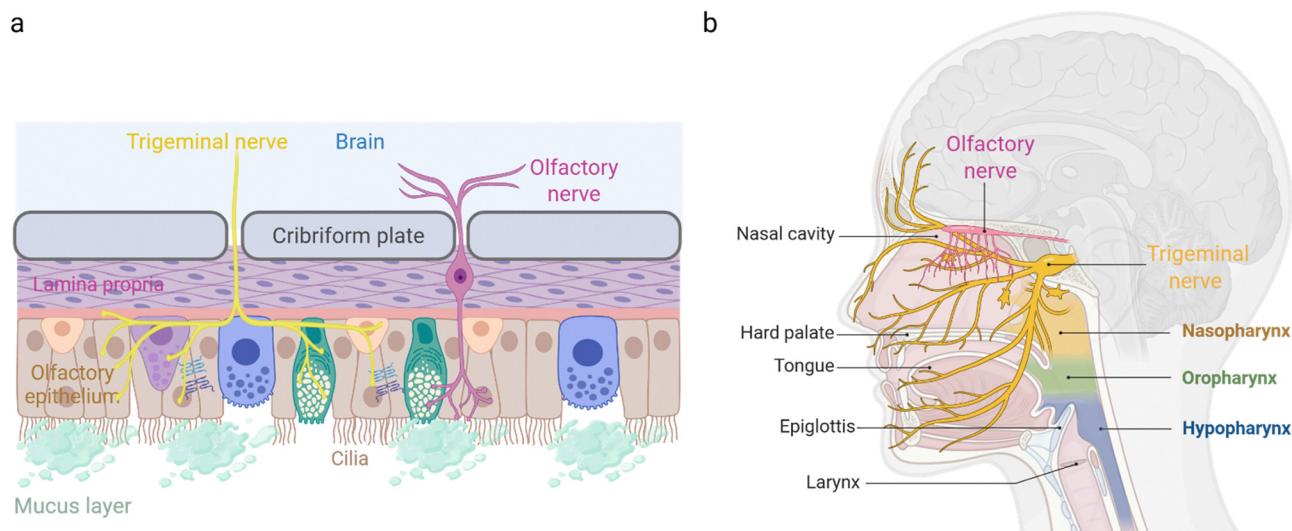 a
Trigeminal nerve
Brain
Olfactory
nerve
Cribriform plate
Lamina propria
Olfactory
epithelium
Cilia
Mucus layer
b
Olfactory
nerve
Nasal cavity
Trigeminal
nerve
Hard palate
Nasopharynx
Tongue
Oropharynx
Epiglottis
Hypopharynx
Larynx